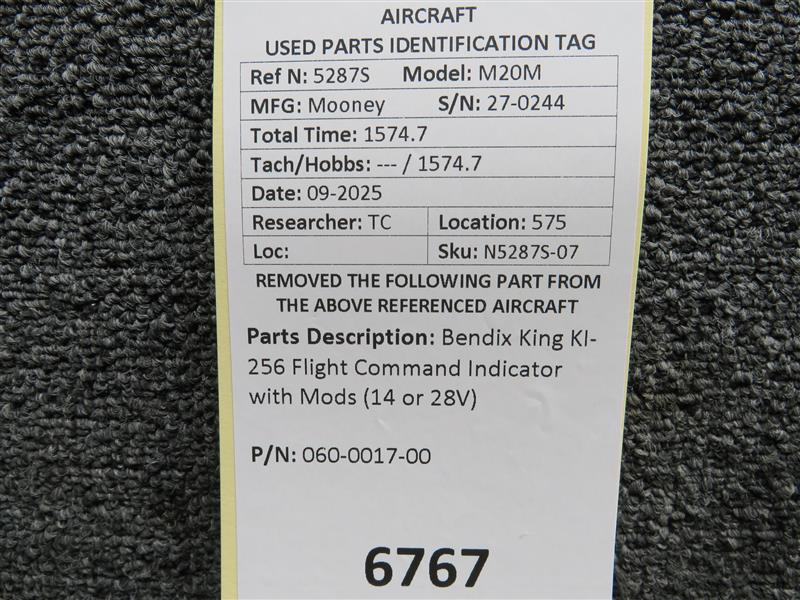 AIRCRAFT
USED PARTS IDENTIFICATION TAG
Ref N: 5287S Model: M20M
MFG: Mooney S/N: 27-0244
Total Time: 1574.7
Tach/Hobbs: --- / 1574.7
Date: 09-2025
Researcher: TC Location: 575
Loc: Sku: N5287S-07
REMOVED THE FOLLOWING PART FROM
THE ABOVE REFERENCED AIRCRAFT
Parts Description: Bendix King KI-
256 Flight Command Indicator
with Mods (14 or 28V)
P/N: 060-0017-00
6767